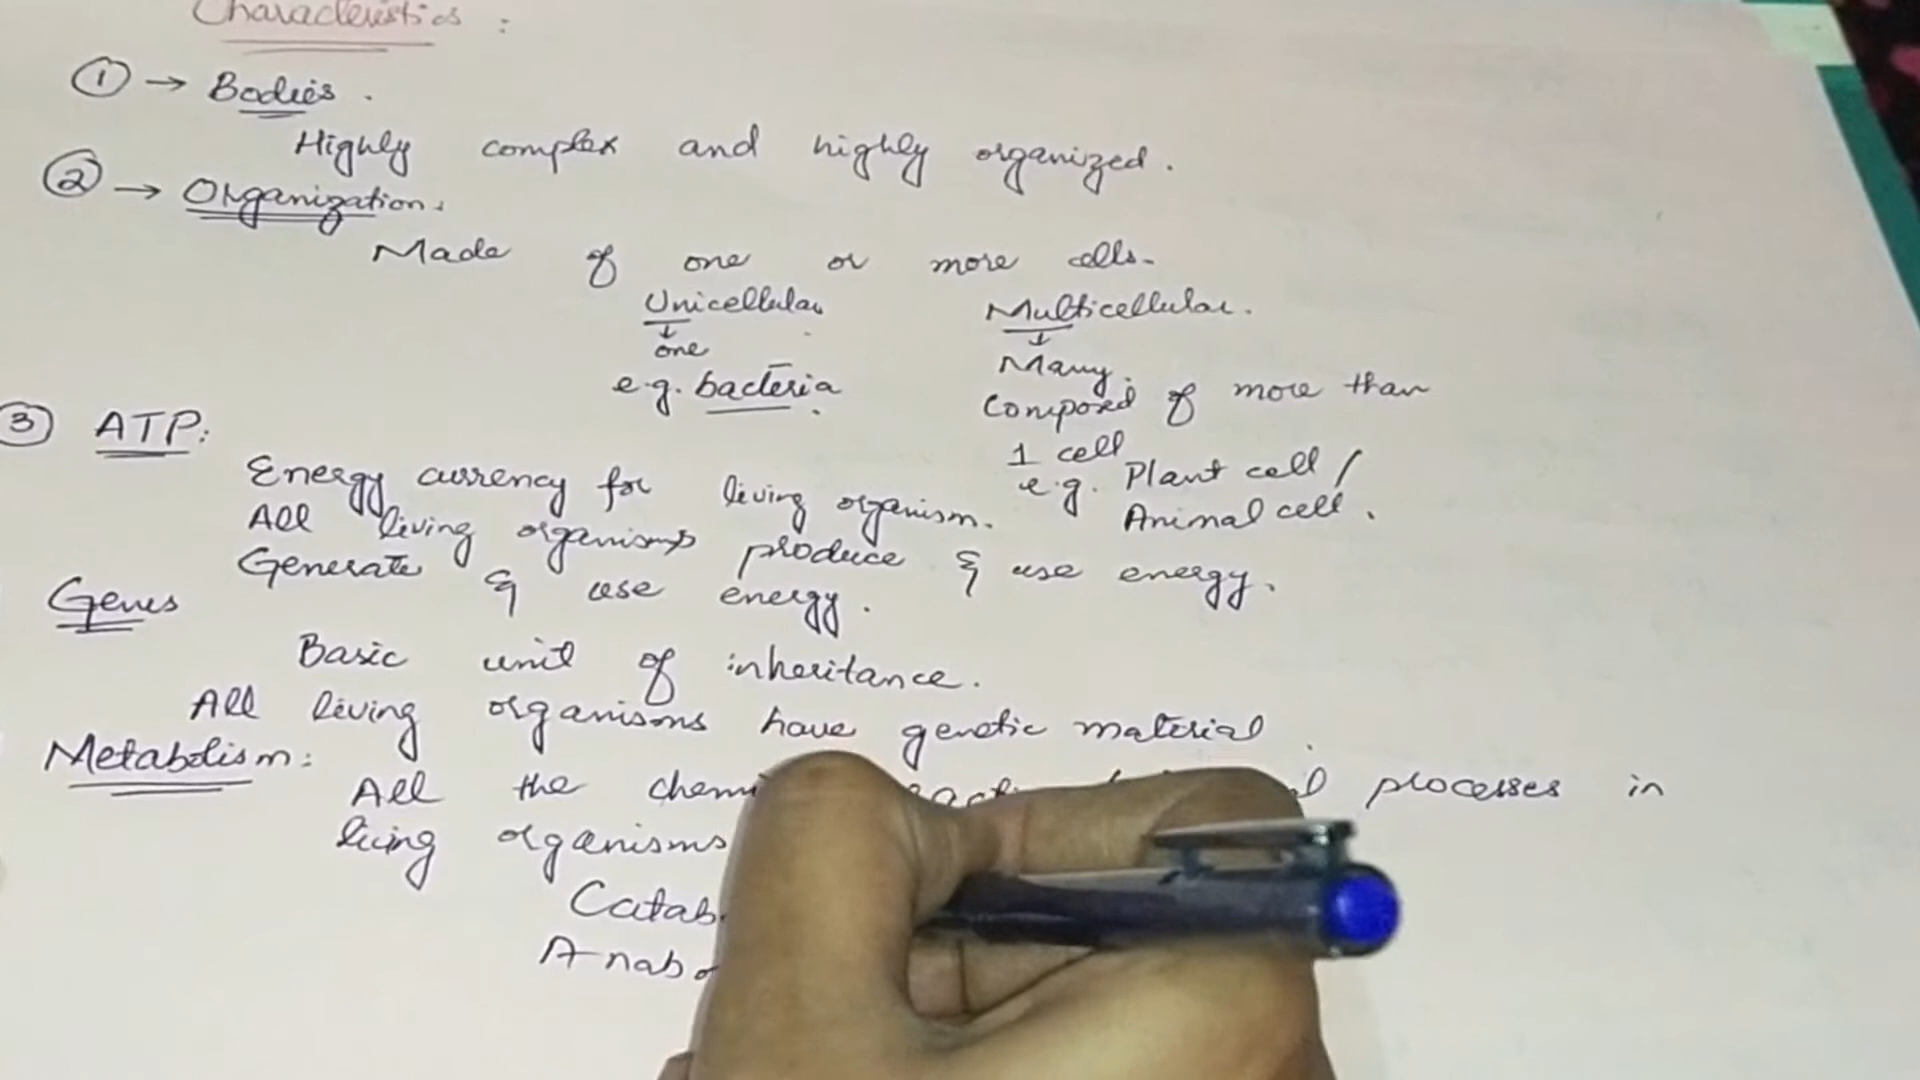 Characteristics :
① → Bodies.
Highly complex and highly organized.
② → Organization.
Made of one or more cells.
Unicellular
↓
one
e.g. bacteria
Multicellular.
↓
Many.
Composed of more than
1 cell
e.g. Plant cell /
Animal cell.
③ ATP:
Energy currency for living organism.
All living organisms produce & use energy.
Generate & use energy.
Genes
Basic unit of inheritance.
All living organisms have genetic material.
Metabolism:
All the processes in
living organisms